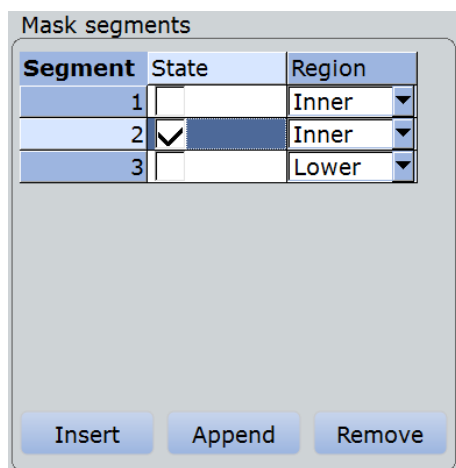 Mask segments
Segment State Region
1 Inner
2 Inner
3 Lower
Insert Append Remove